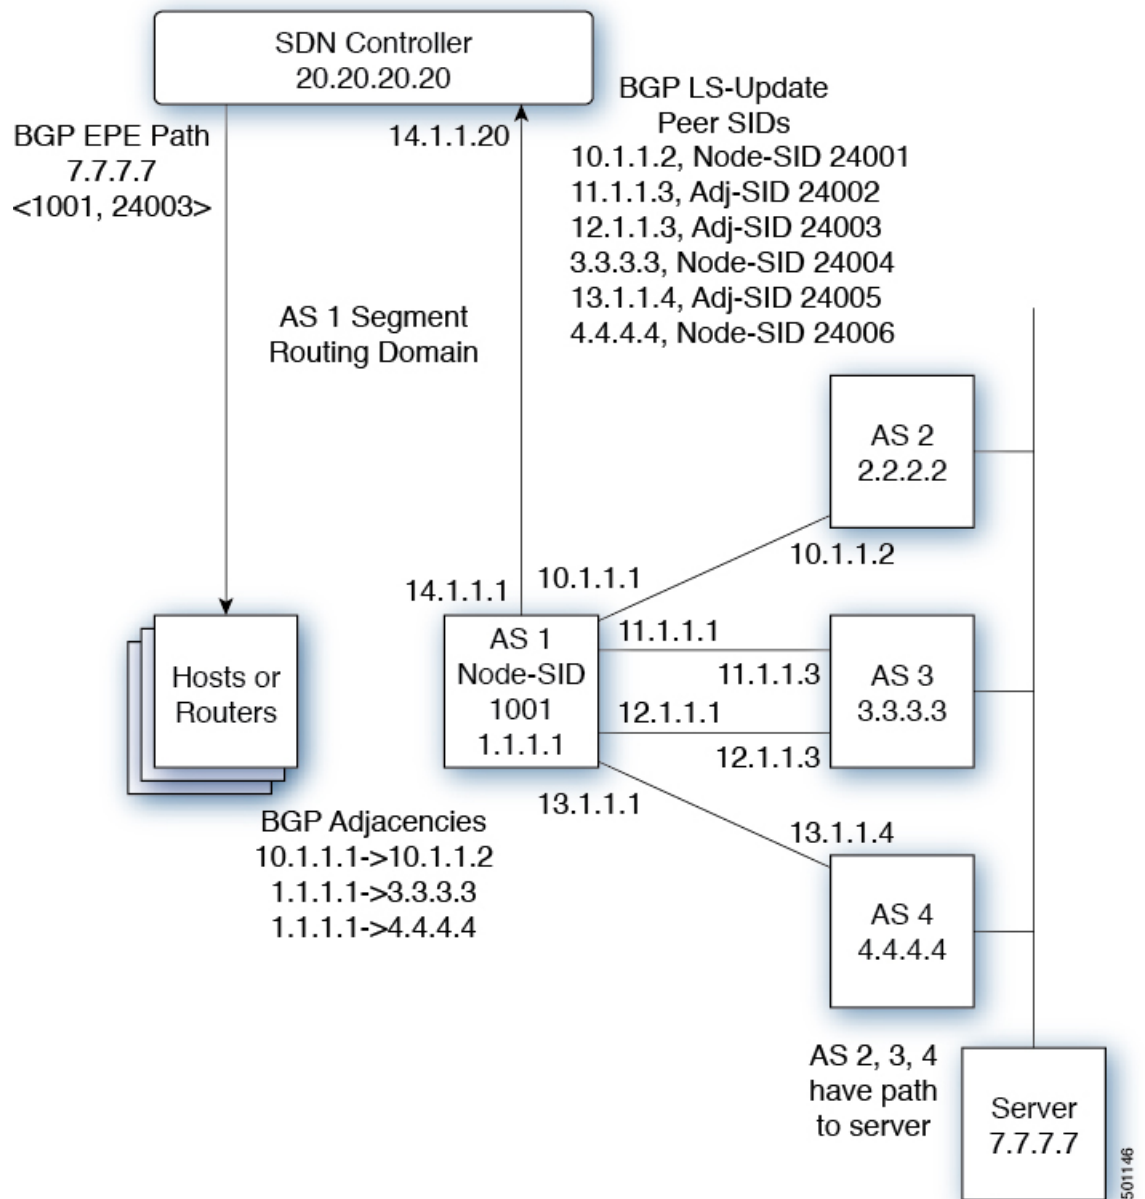 SDN Controller
20.20.20.20
BGP EPE Path
7.7.7.7
<1001, 24003>
14.1.1.20
BGP LS-Update
Peer SIDs
10.1.1.2, Node-SID 24001
11.1.1.3, Adj-SID 24002
12.1.1.3, Adj-SID 24003
3.3.3.3, Node-SID 24004
13.1.1.4, Adj-SID 24005
4.4.4.4, Node-SID 24006
AS 1 Segment
Routing Domain
AS 2
2.2.2.2
10.1.1.2
10.1.1.1
14.1.1.1
Hosts or
Routers
AS 1
Node-SID
1001
1.1.1.1
11.1.1.1
11.1.1.3
12.1.1.1
12.1.1.3
AS 3
3.3.3.3
13.1.1.1
13.1.1.4
BGP Adjacencies
10.1.1.1->10.1.1.2
1.1.1.1->3.3.3.3
1.1.1.1->4.4.4.4
AS 4
4.4.4.4
AS 2, 3, 4
have path
to server
Server
7.7.7.7
501146